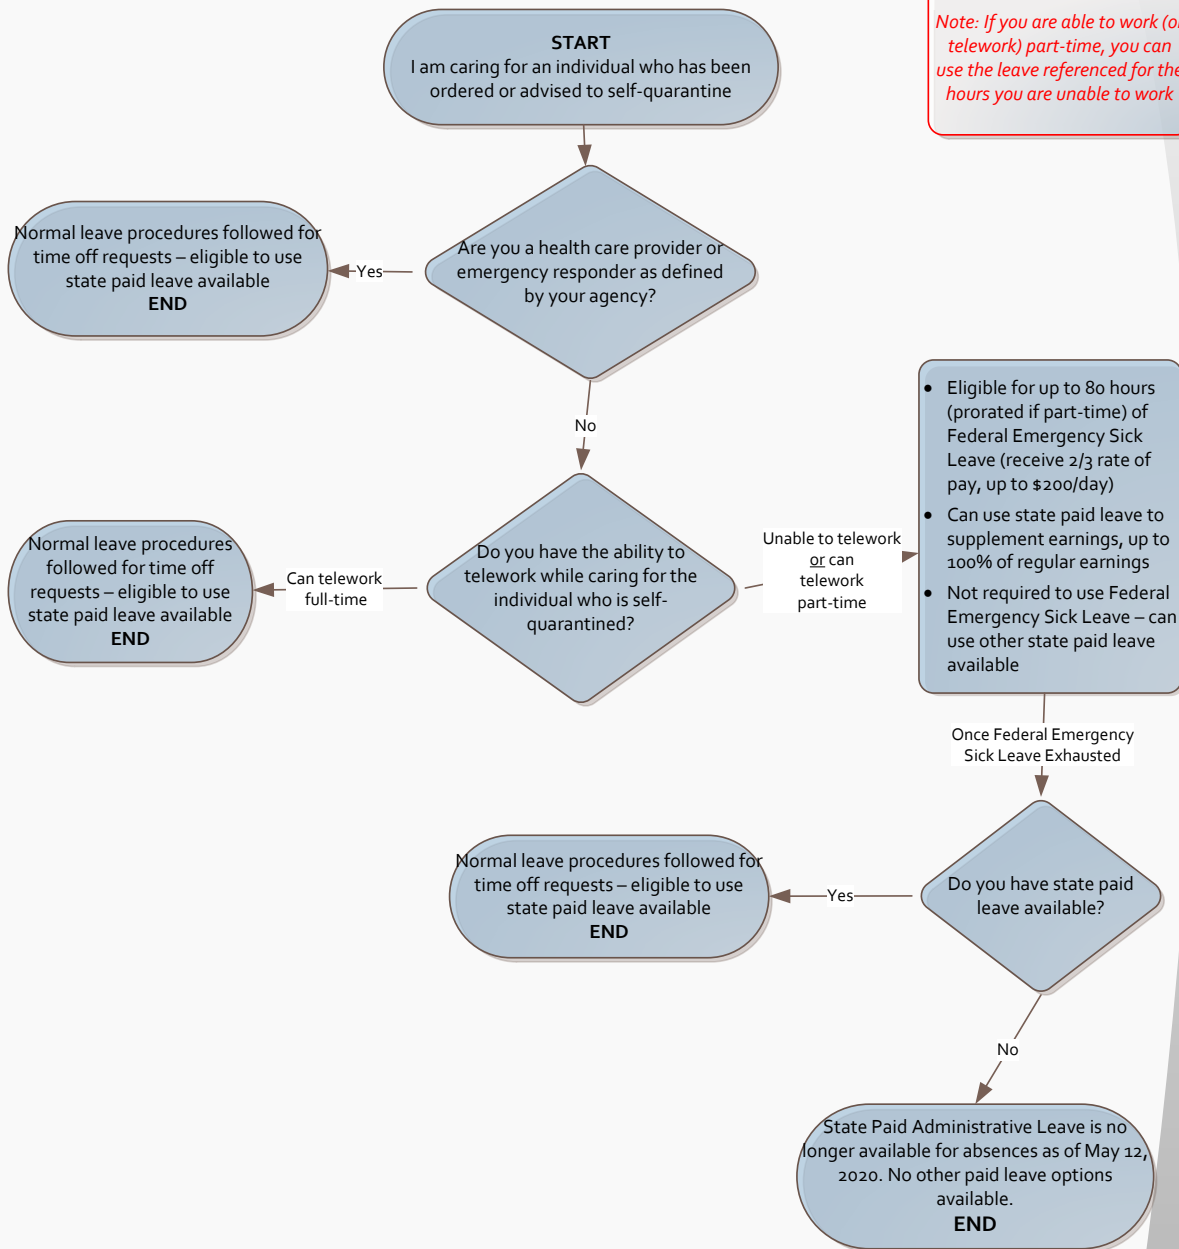 START
I am caring for an individual who has been
ordered or advised to self-quarantine
Note: If you are able to work (or
telework) part-time, you can
use the leave referenced for the
hours you are unable to work
Are you a health care provider or
emergency responder as defined
by your agency?
Yes
Normal leave procedures followed for
time off requests – eligible to use
state paid leave available
END
No
Do you have the ability to
telework while caring for the
individual who is self-
quarantined?
Can telework
full-time
Normal leave procedures
followed for time off
requests – eligible to use
state paid leave available
END
Unable to telework
or can
telework
part-time
• Eligible for up to 80 hours
(prorated if part-time) of
Federal Emergency Sick
Leave (receive 2/3 rate of
pay, up to $200/day)
• Can use state paid leave to
supplement earnings, up to
100% of regular earnings
• Not required to use Federal
Emergency Sick Leave – can
use other state paid leave
available
Once Federal Emergency
Sick Leave Exhausted
Do you have state paid
leave available?
Yes
Normal leave procedures followed for
time off requests – eligible to use
state paid leave available
END
No
State Paid Administrative Leave is no
longer available for absences as of May 12,
2020. No other paid leave options
available.
END